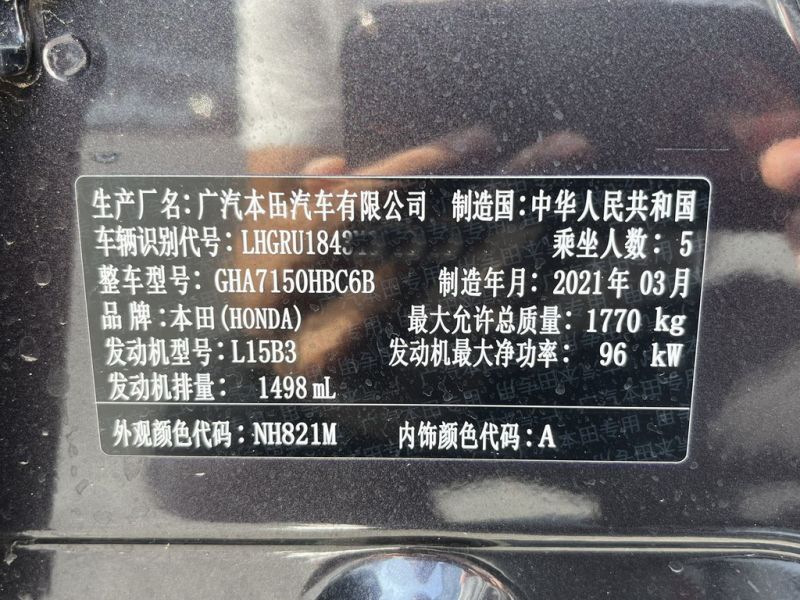 生产厂名：广汽本田汽车有限公司 制造国：中华人民共和国
车辆识别代号：LHGRU1843 乘坐人数：5
整车型号：GHA7150HBC6B 制造年月：2021年 03月
品 牌：本田(HONDA) 最大允许总质量：1770 kg
发动机型号：L15B3 发动机最大净功率： 96 kW
发动机排量： 1498 mL
外观颜色代码：NH821M 内饰颜色代码：A